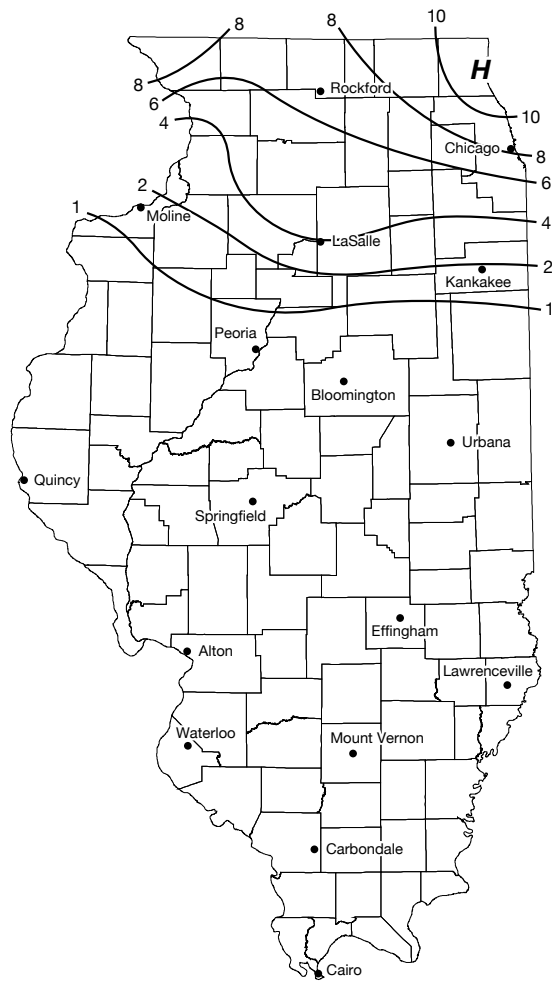 8
8
10
H
8
Rockford
6
10
4
Chicago
8
6
2
1
Moline
4
LaSalle
2
Kankakee
1
Peoria
Bloomington
Urbana
Quincy
Springfield
Effingham
Alton
Lawrenceville
Waterloo
Mount Vernon
Carbondale
Cairo